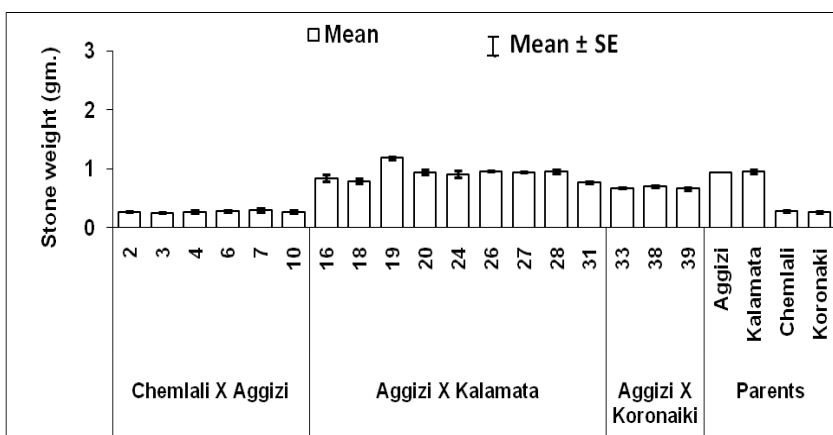 Mean
Mean ± SE
Stone weight (gm.)
3
2
1
0
2
3
4
6
7
10
16
18
19
20
24
26
27
28
31
33
38
39
Aggizi
Kalamata
Chemlali
Koronaki
Chemlali X Aggizi
Aggizi X Kalamata
Aggizi X
Koronaiki
Parents